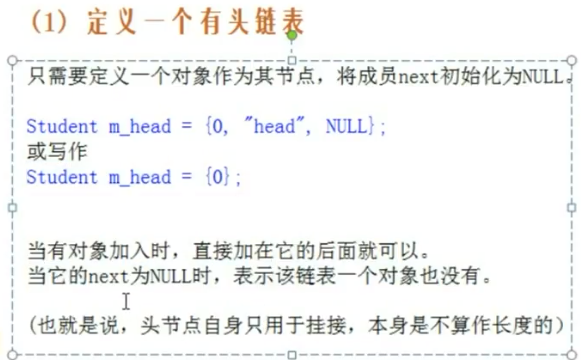 (1) 定义一个有头链表
只需要定义一个对象作为其节点，将成员next初始化为NULL。
Student m_head = {0, "head", NULL};
或写作
Student m_head = {0};
当有对象加入时，直接加在它的后面就可以。
当它的next为NULL时，表示该链表一个对象也没有。
(也就是说，头节点自身只用于挂接，本身是不算作长度的)